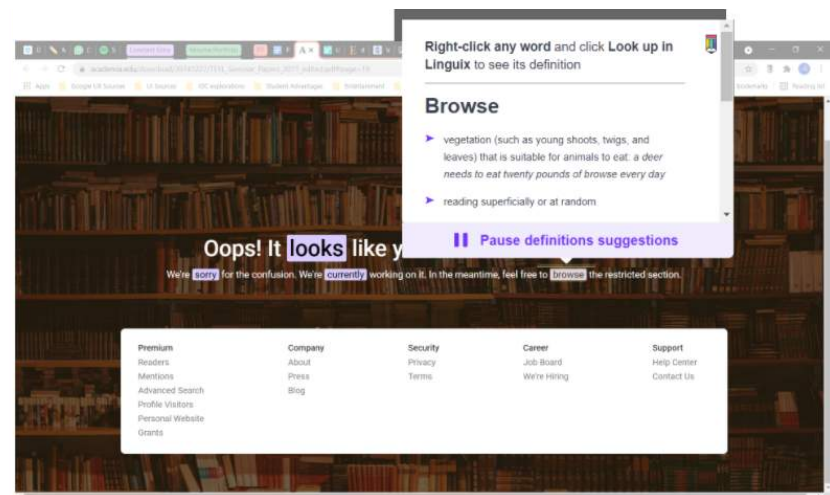 Right-click any word and click Look up in
Linguix to see its definition
Browse
vegetation (such as young shoots, twigs, and
leaves) that is suitable for animals to eat: a deer
needs to eat twenty pounds of browse every day
reading superficially or at random
Pause definitions suggestions
Apps
Reading list
Oops! It looks like y
We're sorry for the confusion. We're currently working on it. In the meantime, feel free to browse the restricted section.
Premium
Readers
Mentions
Advanced Search
Profile Visitors
Personal Website
Grants
Company
About
Press
Blog
Security
Privacy
Terms
Career
Job Board
We're Hiring
Support
Help Center
Contact Us